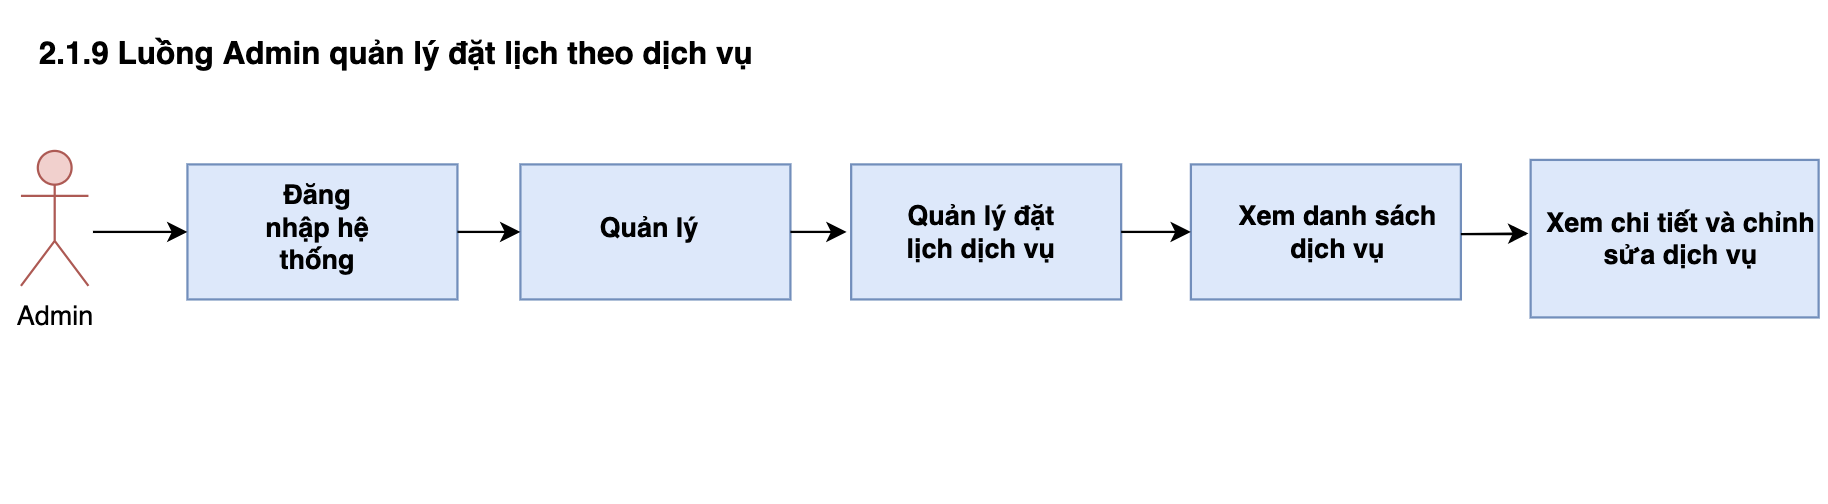 2.1.9 Luồng Admin quản lý đặt lịch theo dịch vụ
Đăng
nhập hệ
thống
Quản lý
Quản lý đặt
lịch dịch vụ
Xem danh sách
dịch vụ
Xem chi tiết và chỉnh
sửa dịch vụ
Admin